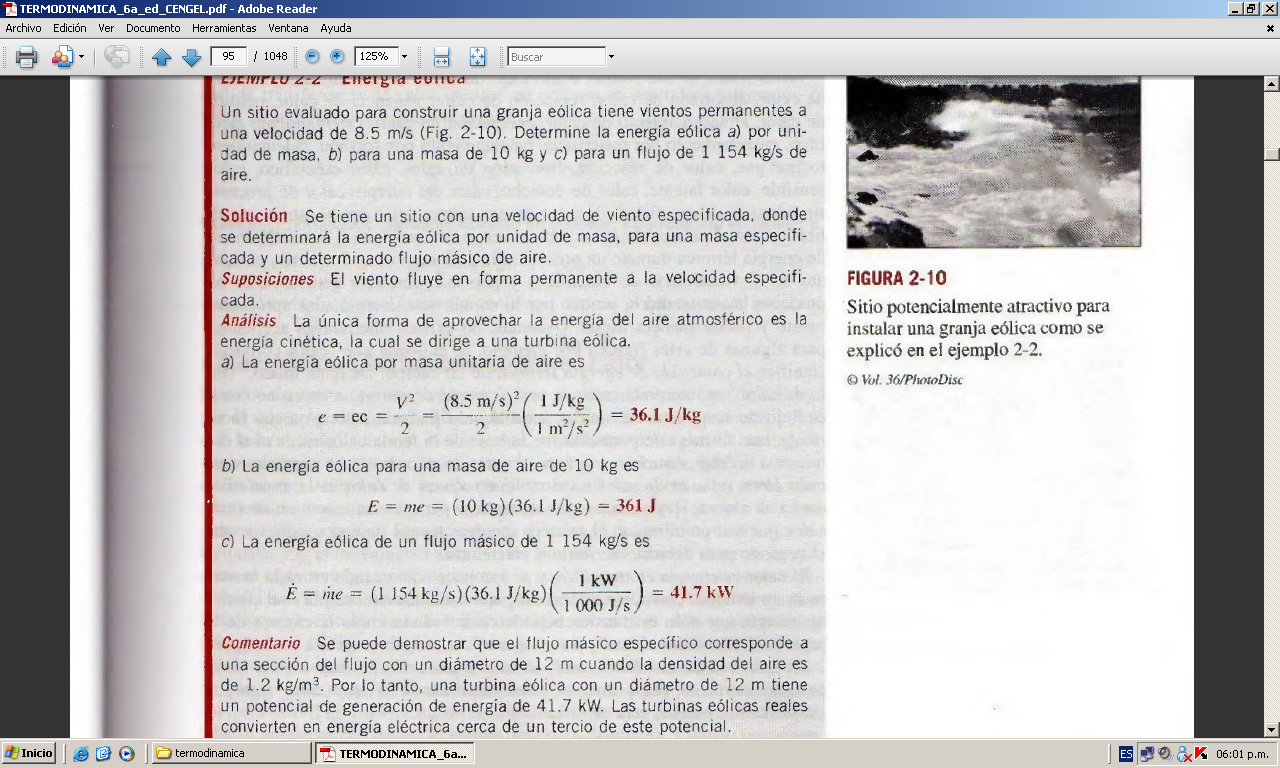 TERMODINAMICA_6a_ed_CENGEL.pdf - Adobe Reader
Archivo Edición Ver Documento Herramientas Ventana Ayuda
95 / 1048 125% Buscar
EJEMPLO 2-2 Energía eólica
Un sitio evaluado para construir una granja eólica tiene vientos permanentes a
una velocidad de 8.5 m/s (Fig. 2-10). Determine la energía eólica a) por uni-
dad de masa, b) para una masa de 10 kg y c) para un flujo de 1 154 kg/s de
aire.
Solución Se tiene un sitio con una velocidad de viento especificada, donde
se determinará la energía eólica por unidad de masa, para una masa especifi-
cada y un determinado flujo másico de aire.
Suposiciones El viento fluye en forma permanente a la velocidad especifi-
cada.
Análisis La única forma de aprovechar la energía del aire atmosférico es la
energía cinética, la cual se dirige a una turbina eólica.
a) La energía eólica por masa unitaria de aire es
e = ec = V²/2 = (8.5 m/s)²/2 (1 J/kg / 1 m²/s²) = 36.1 J/kg
b) La energía eólica para una masa de aire de 10 kg es
E = me = (10 kg)(36.1 J/kg) = 361 J
c) La energía eólica de un flujo másico de 1 154 kg/s es
Ė = ṁe = (1 154 kg/s)(36.1 J/kg)(1 kW / 1 000 J/s) = 41.7 kW
Comentario Se puede demostrar que el flujo másico específico corresponde a
una sección del flujo con un diámetro de 12 m cuando la densidad del aire es
de 1.2 kg/m³. Por lo tanto, una turbina eólica con un diámetro de 12 m tiene
un potencial de generación de energía de 41.7 kW. Las turbinas eólicas reales
convierten en energía eléctrica cerca de un tercio de este potencial.
FIGURA 2-10
Sitio potencialmente atractivo para
instalar una granja eólica como se
explicó en el ejemplo 2-2.
© Vol. 36/PhotoDisc
Inicio termodinamica TERMODINAMICA_6a... ES 06:01 p.m.